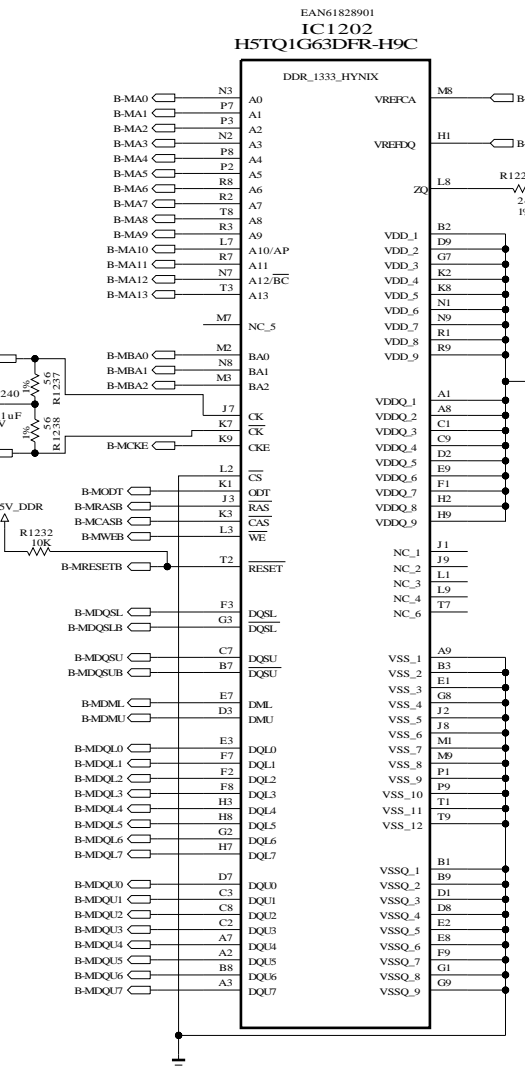 EAN61828901
IC1202
H5TQ1G63DFR-H9C
DDR_1333_HYNIX
B-MA0 N3 A0
B-MA1 P7 A1
B-MA2 P3 A2
B-MA3 N2 A3
B-MA4 P8 A4
B-MA5 P2 A5
B-MA6 R8 A6
B-MA7 R2 A7
B-MA8 T8 A8
B-MA9 R3 A9
B-MA10 L7 A10/AP
B-MA11 R7 A11
B-MA12 N7 A12/BC
B-MA13 T3 A13
M7 NC_5
B-MBA0 M2 BA0
B-MBA1 N8 BA1
B-MBA2 M3 BA2
J7 CK
K7 CK
B-MCKE K9 CKE
L2 CS
B-MODT K1 ODT
B-MRASB J3 RAS
B-MCASB K3 CAS
B-MWEB L3 WE
B-MRESETB T2 RESET
B-MDQSL F3 DQSL
B-MDQSLB G3 DQSL
B-MDQSU C7 DQSU
B-MDQSUB B7 DQSU
B-MDML E7 DML
B-MDMU D3 DMU
B-MDQL0 E3 DQL0
B-MDQL1 F7 DQL1
B-MDQL2 F2 DQL2
B-MDQL3 F8 DQL3
B-MDQL4 H3 DQL4
B-MDQL5 H8 DQL5
B-MDQL6 G2 DQL6
B-MDQL7 H7 DQL7
B-MDQU0 D7 DQU0
B-MDQU1 C3 DQU1
B-MDQU2 C8 DQU2
B-MDQU3 C2 DQU3
B-MDQU4 A7 DQU4
B-MDQU5 A2 DQU5
B-MDQU6 B8 DQU6
B-MDQU7 A3 DQU7
1%
56
R1237
240
1uF
V
1%
56
R1238
5V_DDR
R1232
10K
VREFCA M8 B-
VREFDQ H1 B-
ZQ L8
R122
VDD_1 B2
VDD_2 D9
VDD_3 G7
VDD_4 K2
VDD_5 K8
VDD_6 N1
VDD_7 N9
VDD_8 R1
VDD_9 R9
VDDQ_1 A1
VDDQ_2 A8
VDDQ_3 C1
VDDQ_4 C9
VDDQ_5 D2
VDDQ_6 E9
VDDQ_7 F1
VDDQ_8 H2
VDDQ_9 H9
NC_1 J1
NC_2 J9
NC_3 L1
NC_4 L9
NC_6 T7
VSS_1 A9
VSS_2 B3
VSS_3 E1
VSS_4 G8
VSS_5 J2
VSS_6 J8
VSS_7 M1
VSS_8 M9
VSS_9 P1
VSS_10 P9
VSS_11 T1
VSS_12 T9
VSSQ_1 B1
VSSQ_2 B9
VSSQ_3 D1
VSSQ_4 D8
VSSQ_5 E2
VSSQ_6 E8
VSSQ_7 F9
VSSQ_8 G1
VSSQ_9 G9